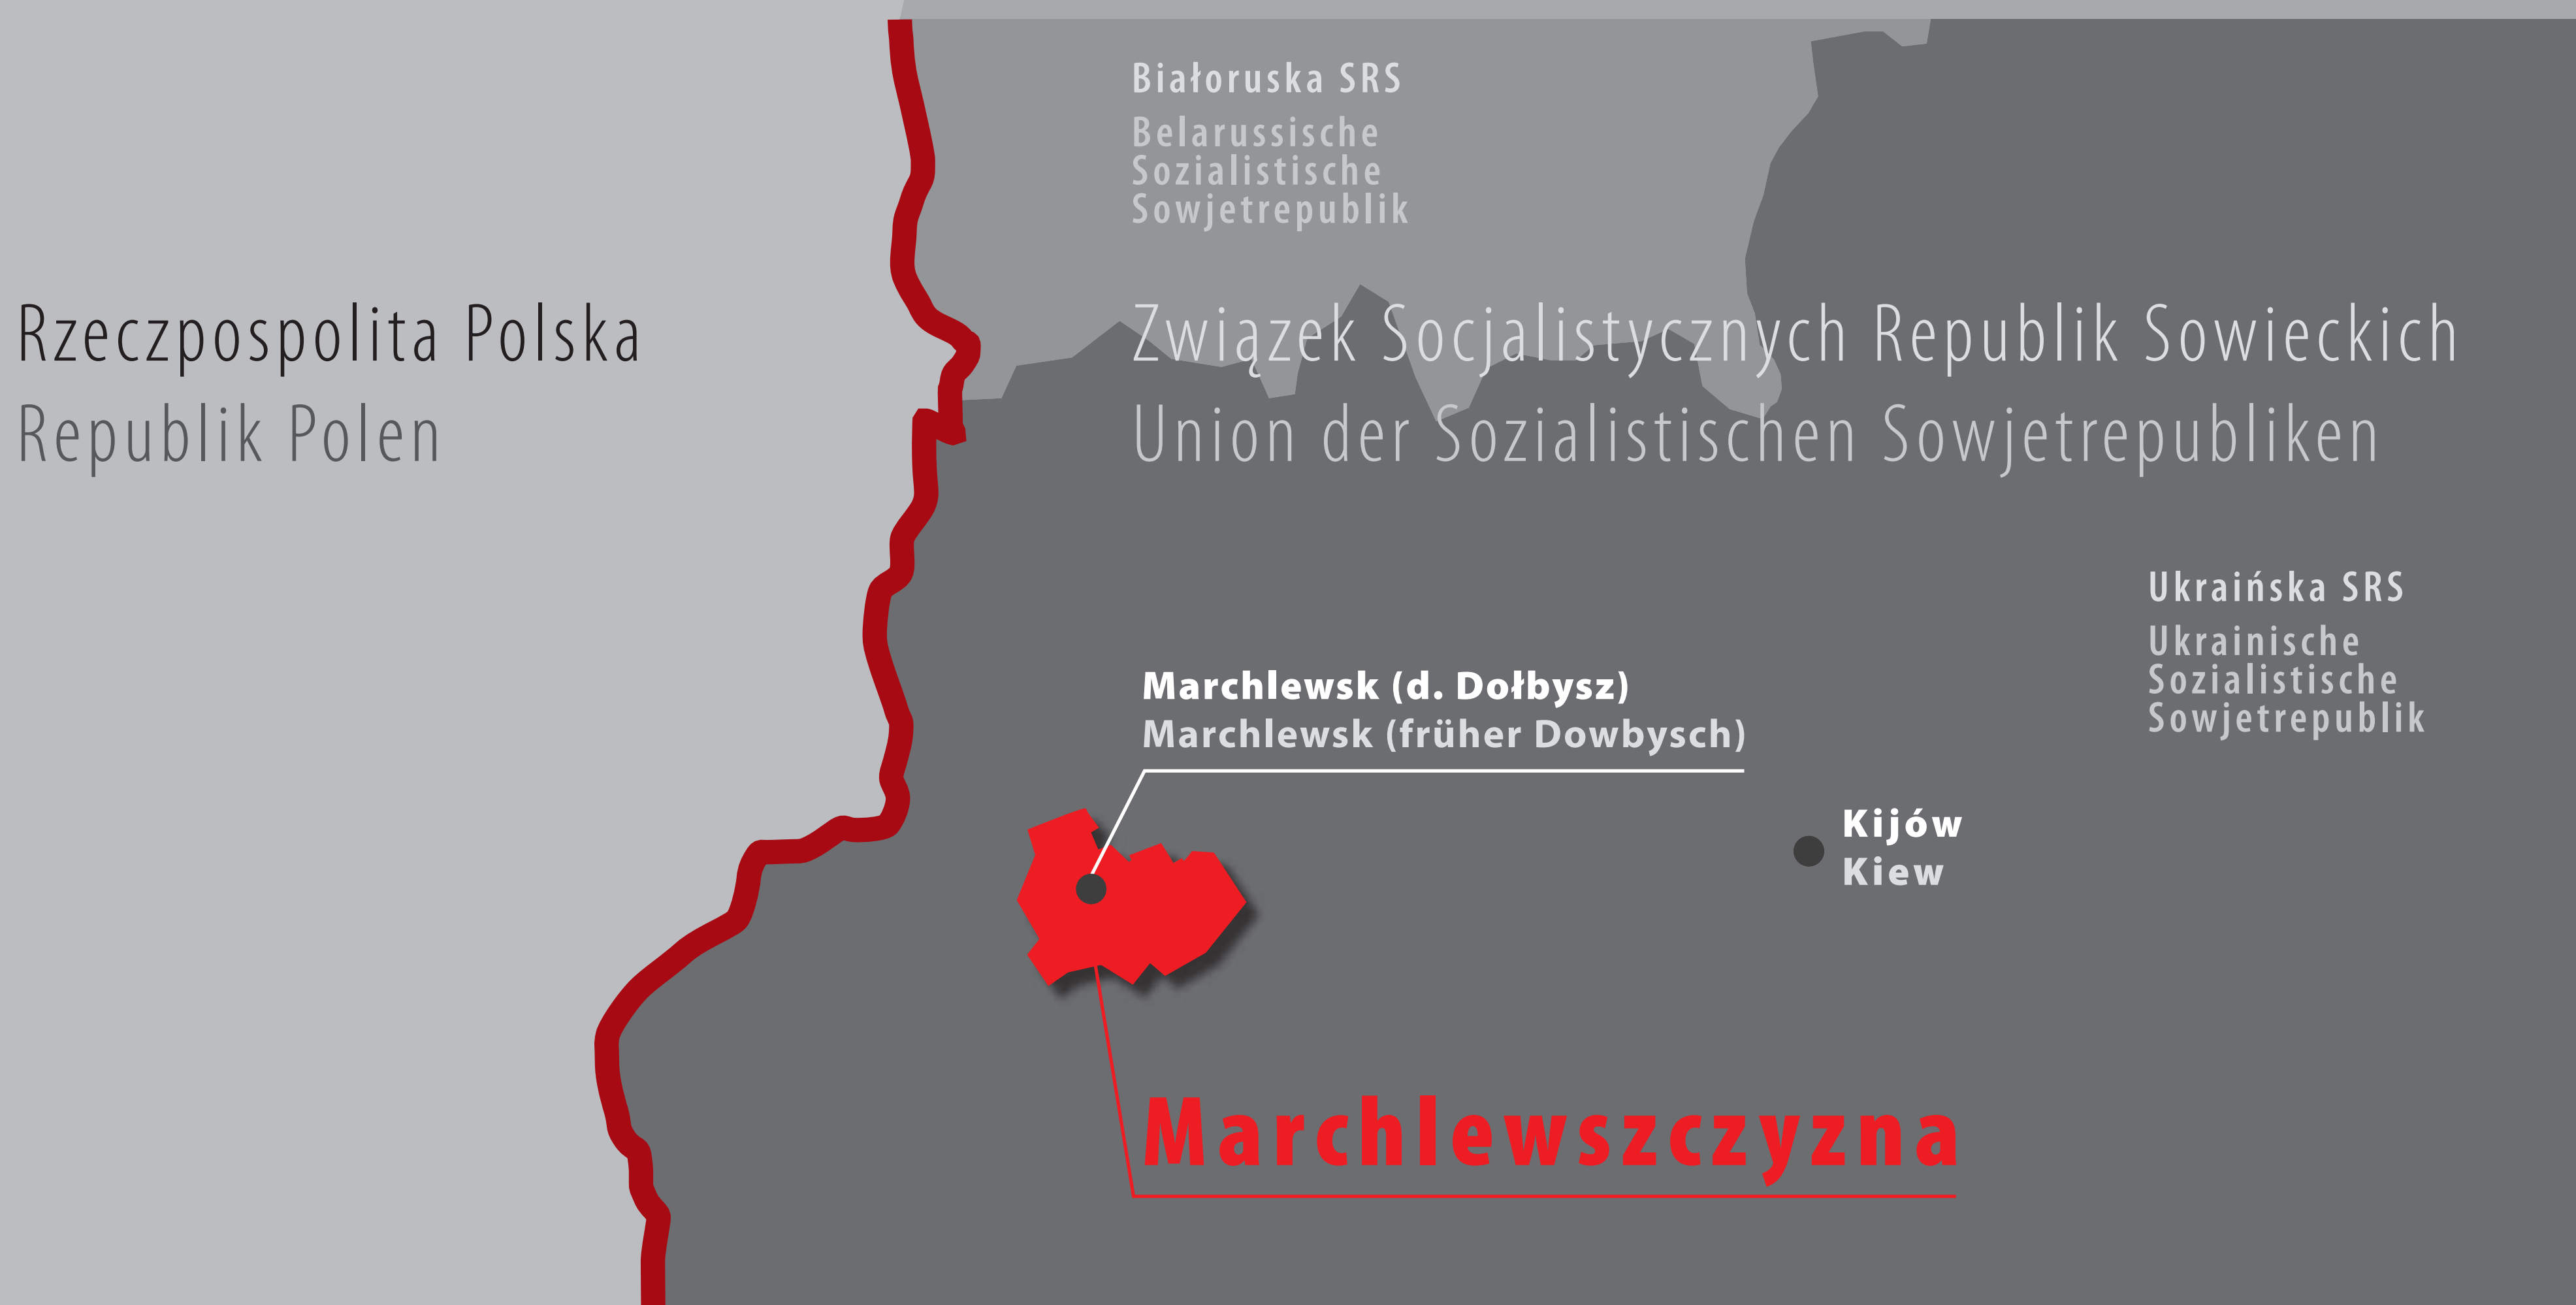 Białoruska SRS
Belarussische
Sozialistische
Sowjetrepublik
Rzeczpospolita Polska
Republik Polen
Związek Socjalistycznych Republik Sowieckich
Union der Sozialistischen Sowjetrepubliken
Ukraińska SRS
Ukrainische
Sozialistische
Sowjetrepublik
Marchlewsk (d. Dołbysz)
Marchlewsk (früher Dowbysch)
Kijów
Kiew
Marchlewszczyzna